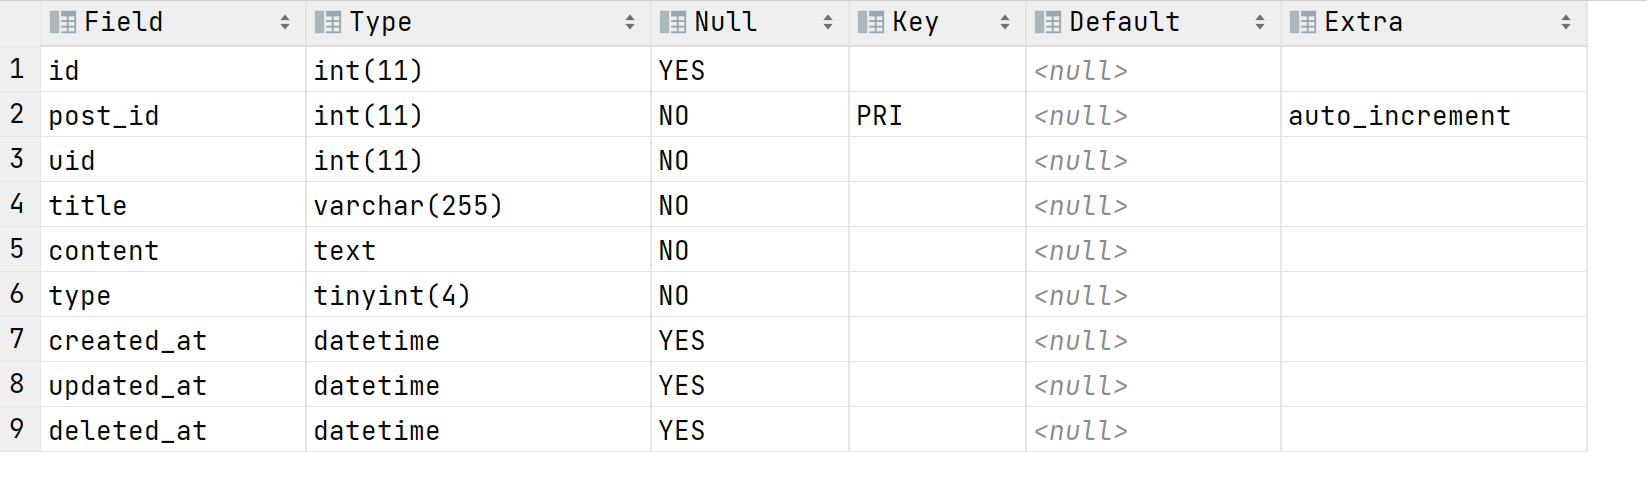 Field Type Null Key Default Extra
1 id int(11) YES <null>
2 post_id int(11) NO PRI <null> auto_increment
3 uid int(11) NO <null>
4 title varchar(255) NO <null>
5 content text NO <null>
6 type tinyint(4) NO <null>
7 created_at datetime YES <null>
8 updated_at datetime YES <null>
9 deleted_at datetime YES <null>